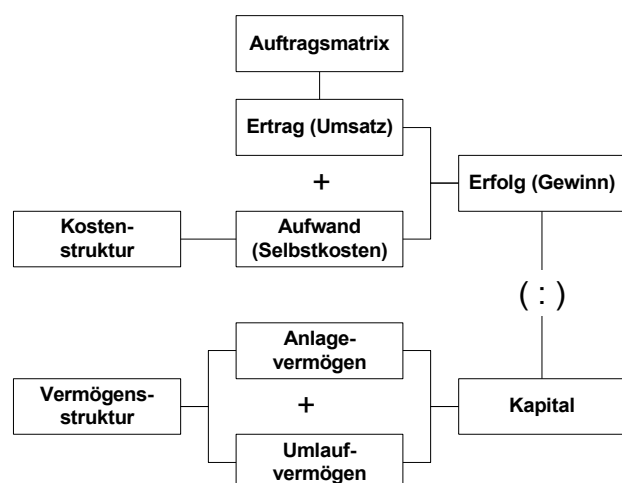 Auftragsmatrix
Ertrag (Umsatz)
+
Erfolg (Gewinn)
Kosten-
struktur
Aufwand
(Selbstkosten)
( : )
Anlage-
vermögen
Vermögens-
struktur
+
Kapital
Umlauf-
vermögen